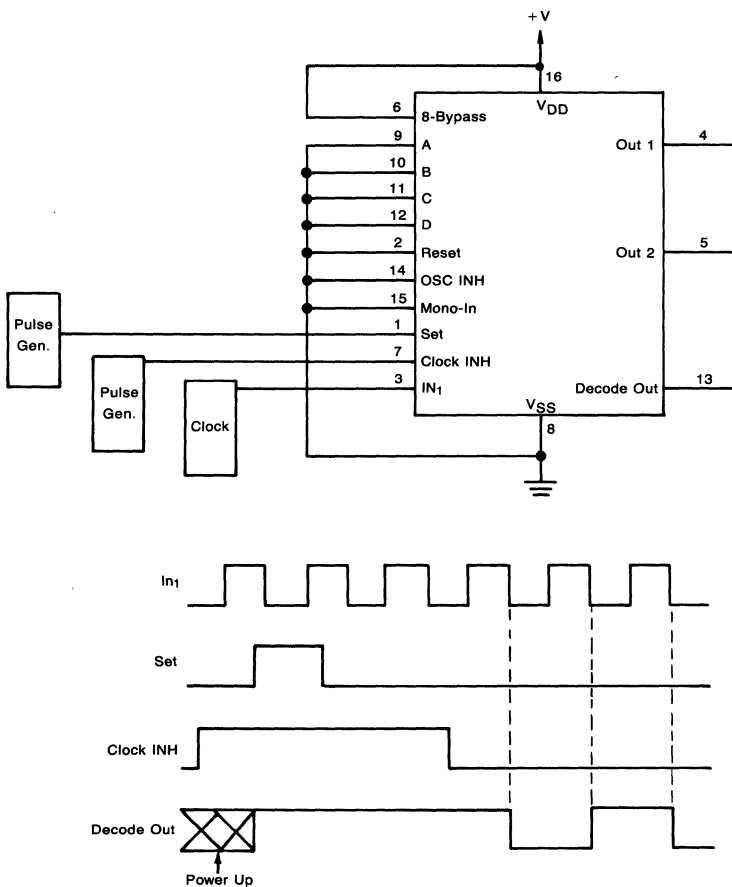 +V
16
VDD
6
8-Bypass
9
A
Out 1
4
10
B
11
C
12
D
2
Reset
Out 2
5
14
OSC INH
15
Mono-In
Pulse
Gen.
1
Set
7
Clock INH
Pulse
Gen.
3
IN1
Decode Out
13
Clock
VSS
8
In1
Set
Clock INH
Decode Out
Power Up